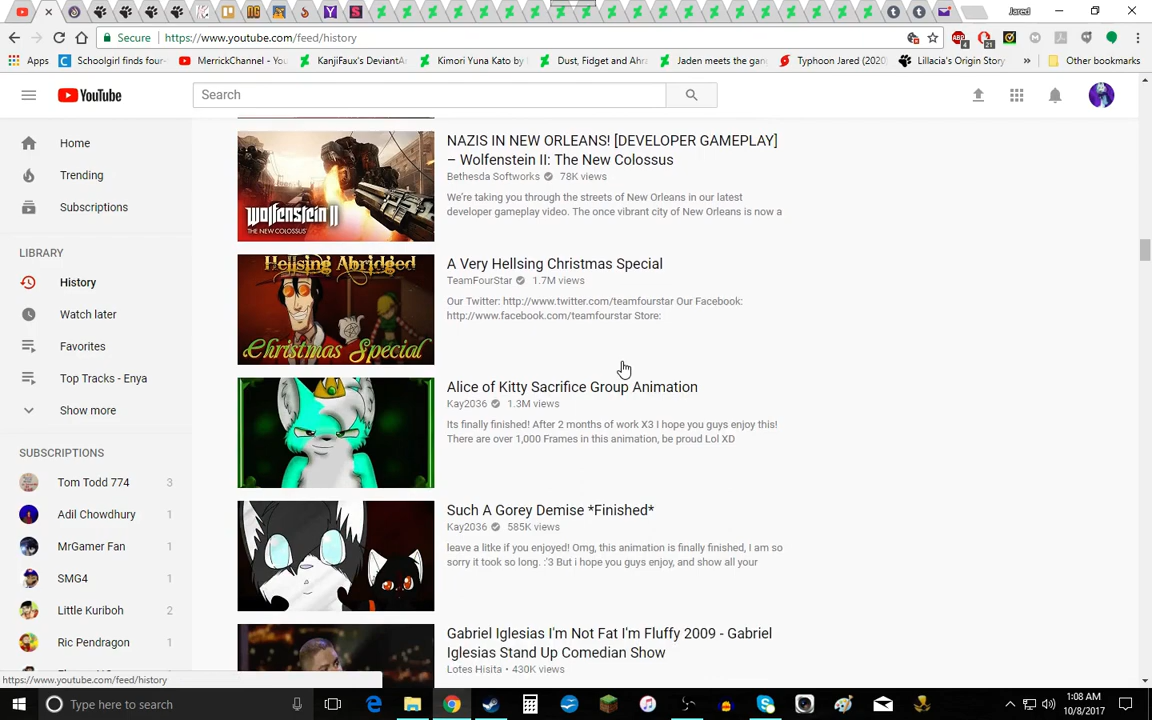 Jared
Secure
https://www.youtube.com/feed/history
Apps
Schoolgirl finds four-
MerrickChannel - You
KanjiFaux's DeviantAr
Kimori Yuna Kato by
Dust, Fidget and Ahra
Jaden meets the gang
Typhoon Jared (2020)
Lillacia's Origin Story
Other bookmarks
YouTube
Search
Home
Trending
Subscriptions
LIBRARY
History
Watch later
Favorites
Top Tracks - Enya
Show more
SUBSCRIPTIONS
Tom Todd 774 3
Adil Chowdhury 1
MrGamer Fan 1
SMG4 1
Little Kuriboh 2
Ric Pendragon 1
WOLFENSTEIN II
THE NEW COLOSSUS
NAZIS IN NEW ORLEANS! [DEVELOPER GAMEPLAY]
– Wolfenstein II: The New Colossus
Bethesda Softworks 78K views
We're taking you through the streets of New Orleans in our latest
developer gameplay video. The once vibrant city of New Orleans is now a
Hellsing Abridged
Christmas Special
A Very Hellsing Christmas Special
TeamFourStar 1.7M views
Our Twitter: http://www.twitter.com/teamfourstar Our Facebook:
http://www.facebook.com/teamfourstar Store:
Alice of Kitty Sacrifice Group Animation
Kay2036 1.3M views
Its finally finished! After 2 months of work X3 I hope you guys enjoy this!
There are over 1,000 Frames in this animation, be proud Lol XD
Such A Gorey Demise *Finished*
Kay2036 585K views
leave a litke if you enjoyed! Omg, this animation is finally finished, I am so
sorry it took so long. :'3 But i hope you guys enjoy, and show all your
Gabriel Iglesias I'm Not Fat I'm Fluffy 2009 - Gabriel
Iglesias Stand Up Comedian Show
Lotes Hisita • 430K views
https://www.youtube.com/feed/history
Type here to search
1:08 AM
10/8/2017